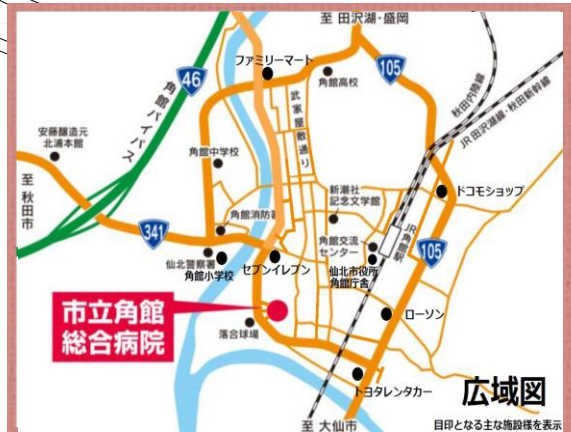 至 田沢湖・盛岡
ファミリーマート
105
角館高校
46
角館バイパス
武家屋敷通り
秋田内陸線
JR 田沢湖線・秋田新幹線
安藤醸造元
北浦本館
角館中学校
至 秋田市
新潮社
記念文学館
ドコモショップ
341
角館消防署
角館交流
センター
JR 角館駅
105
仙北警察署
角館小学校
セブンイレブン
仙北市役所
角館庁舎
市立角館
総合病院
落合球場
ローソン
トヨタレンタカー
広域図
至 大仙市
目印となる主な施設様を表示